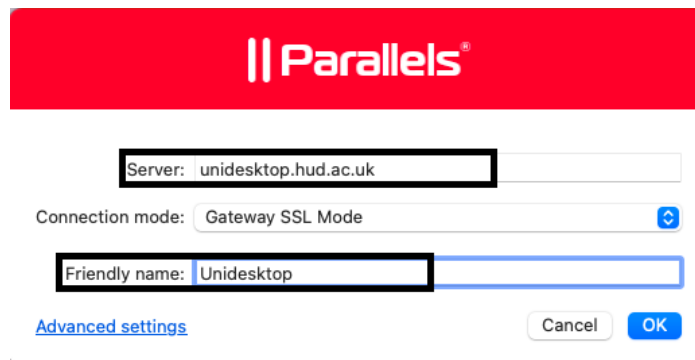 Parallels®
Server: unidesktop.hud.ac.uk
Connection mode: Gateway SSL Mode
Friendly name: Unidesktop
Advanced settings Cancel OK